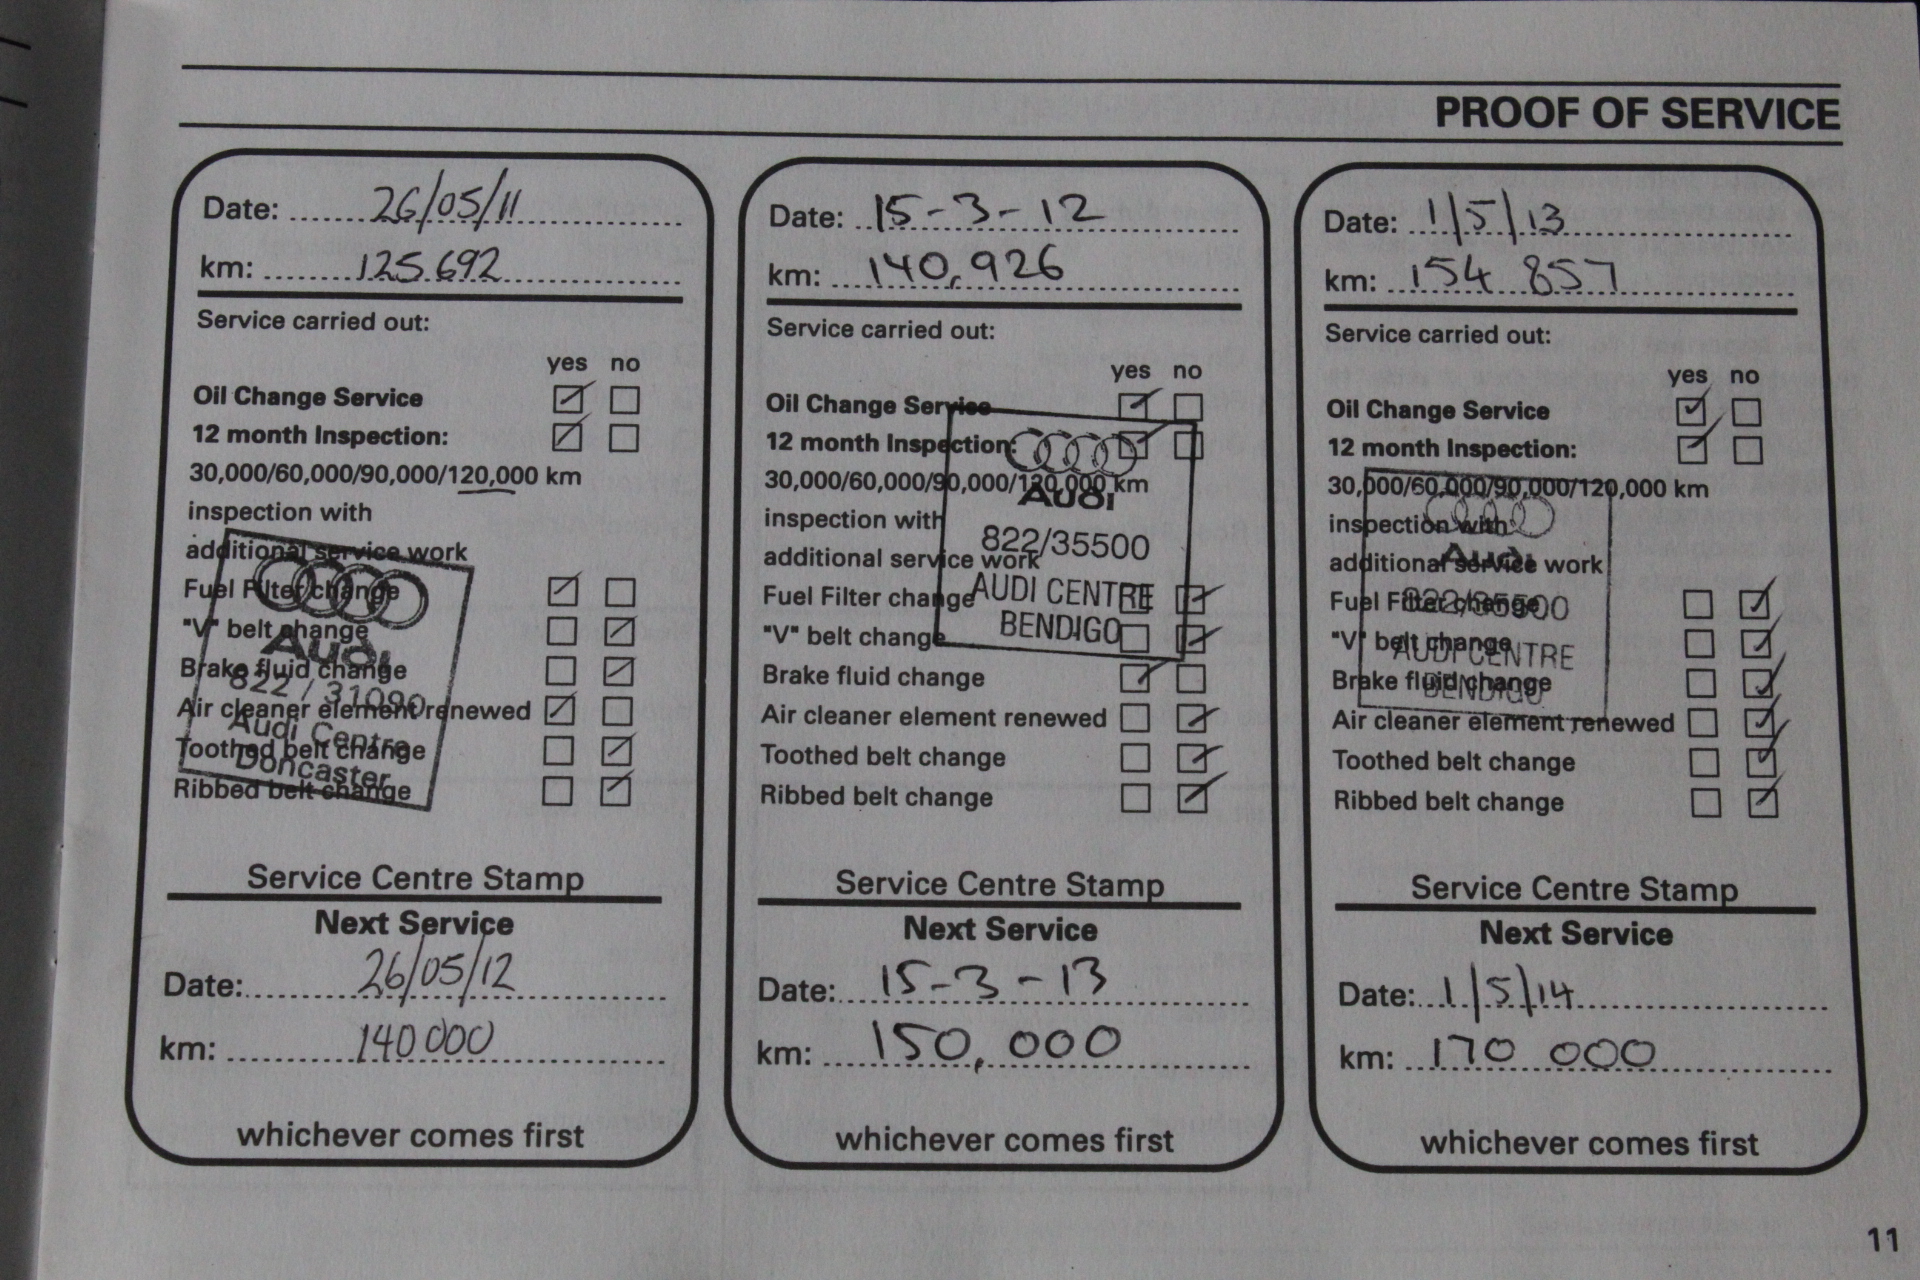 PROOF OF SERVICE
Date: 26/05/11
km: 125692
Service carried out:
yes no
Oil Change Service
12 month Inspection:
30,000/60,000/90,000/120,000 km
inspection with
additional service work
Fuel Filter change
"V" belt change
Brake fluid change
Air cleaner element renewed
Toothed belt change
Ribbed belt change
Audi
822 / 31090
Audi Centre
Doncaster
Service Centre Stamp
Next Service
Date: 26/05/12
km: 140000
whichever comes first
Date: 15-3-12
km: 140,926
Service carried out:
yes no
Oil Change Service
12 month Inspection:
30,000/60,000/90,000/120,000 km
inspection with
additional service work
Fuel Filter change
"V" belt change
Brake fluid change
Air cleaner element renewed
Toothed belt change
Ribbed belt change
Audi
822/35500
AUDI CENTRE
BENDIGO
Service Centre Stamp
Next Service
Date: 15-3-13
km: 150,000
whichever comes first
Date: 1/5/13
km: 154 857
Service carried out:
yes no
Oil Change Service
12 month Inspection:
30,000/60,000/90,000/120,000 km
inspection with
additional service work
Fuel Filter change
"V" belt change
Brake fluid change
Air cleaner element renewed
Toothed belt change
Ribbed belt change
Audi
822/35500
AUDI CENTRE
BENDIGO
Service Centre Stamp
Next Service
Date: 1/5/14
km: 170 000
whichever comes first
11